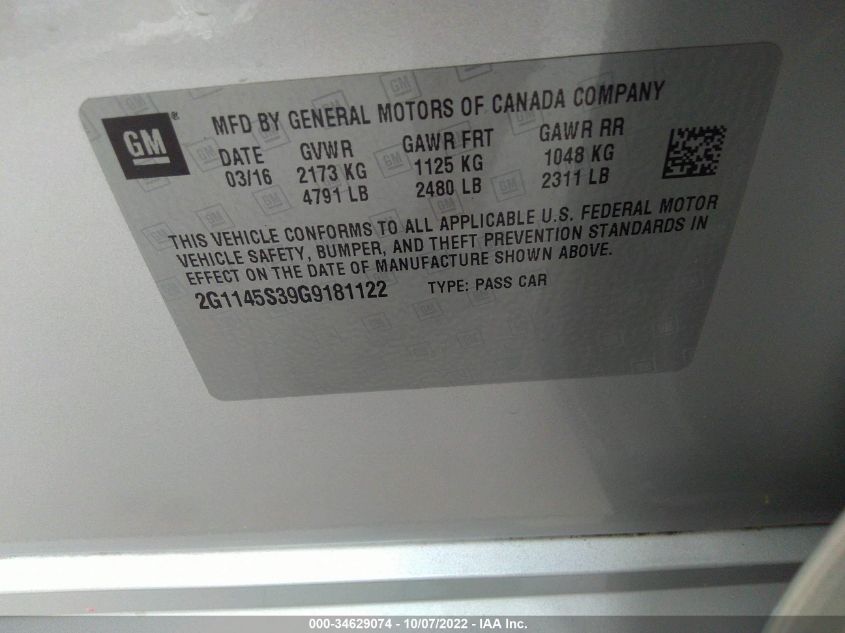 GM ®
MFD BY GENERAL MOTORS OF CANADA COMPANY
DATE GVWR GAWR FRT GAWR RR
03/16 2173 KG 1125 KG 1048 KG
4791 LB 2480 LB 2311 LB
THIS VEHICLE CONFORMS TO ALL APPLICABLE U.S. FEDERAL MOTOR
VEHICLE SAFETY, BUMPER, AND THEFT PREVENTION STANDARDS IN
EFFECT ON THE DATE OF MANUFACTURE SHOWN ABOVE.
2G1145S39G9181122 TYPE: PASS CAR
000-34629074 - 10/07/2022 - IAA Inc.